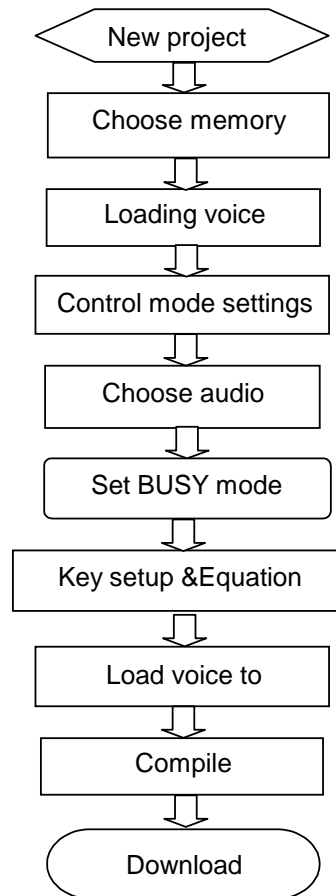 New project
Choose memory
Loading voice
Control mode settings
Choose audio
Set BUSY mode
Key setup &Equation
Load voice to
Compile
Download